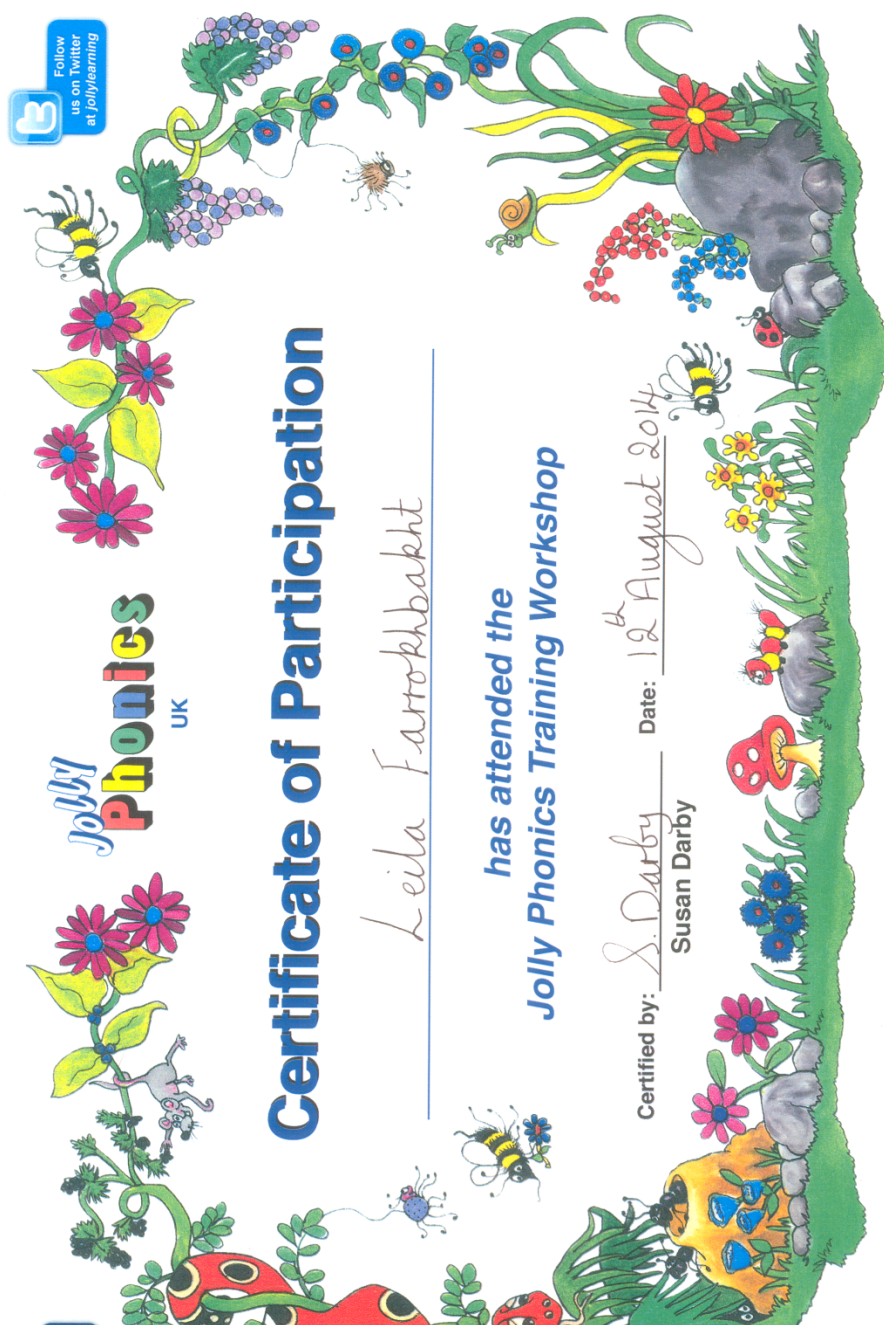 Follow
us on Twitter
at jollylearning
Jolly
Phonics
UK
Certificate of Participation
Leila Farrokhbakht
has attended the
Jolly Phonics Training Workshop
Certified by: S. Darby Date: 12th August 2014
Susan Darby